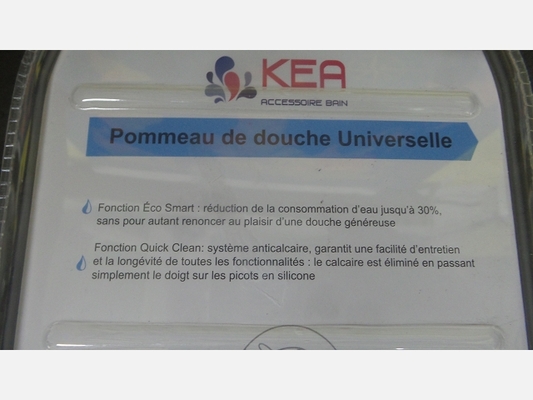 KEA
ACCESSOIRE BAIN
Pommeau de douche Universelle
Fonction Éco Smart : réduction de la consommation d'eau jusqu'à 30%,
sans pour autant renoncer au plaisir d'une douche généreuse
Fonction Quick Clean: système anticalcaire, garantit une facilité d'entretien
et la longévité de toutes les fonctionnalités : le calcaire est éliminé en passant
simplement le doigt sur les picots en silicone